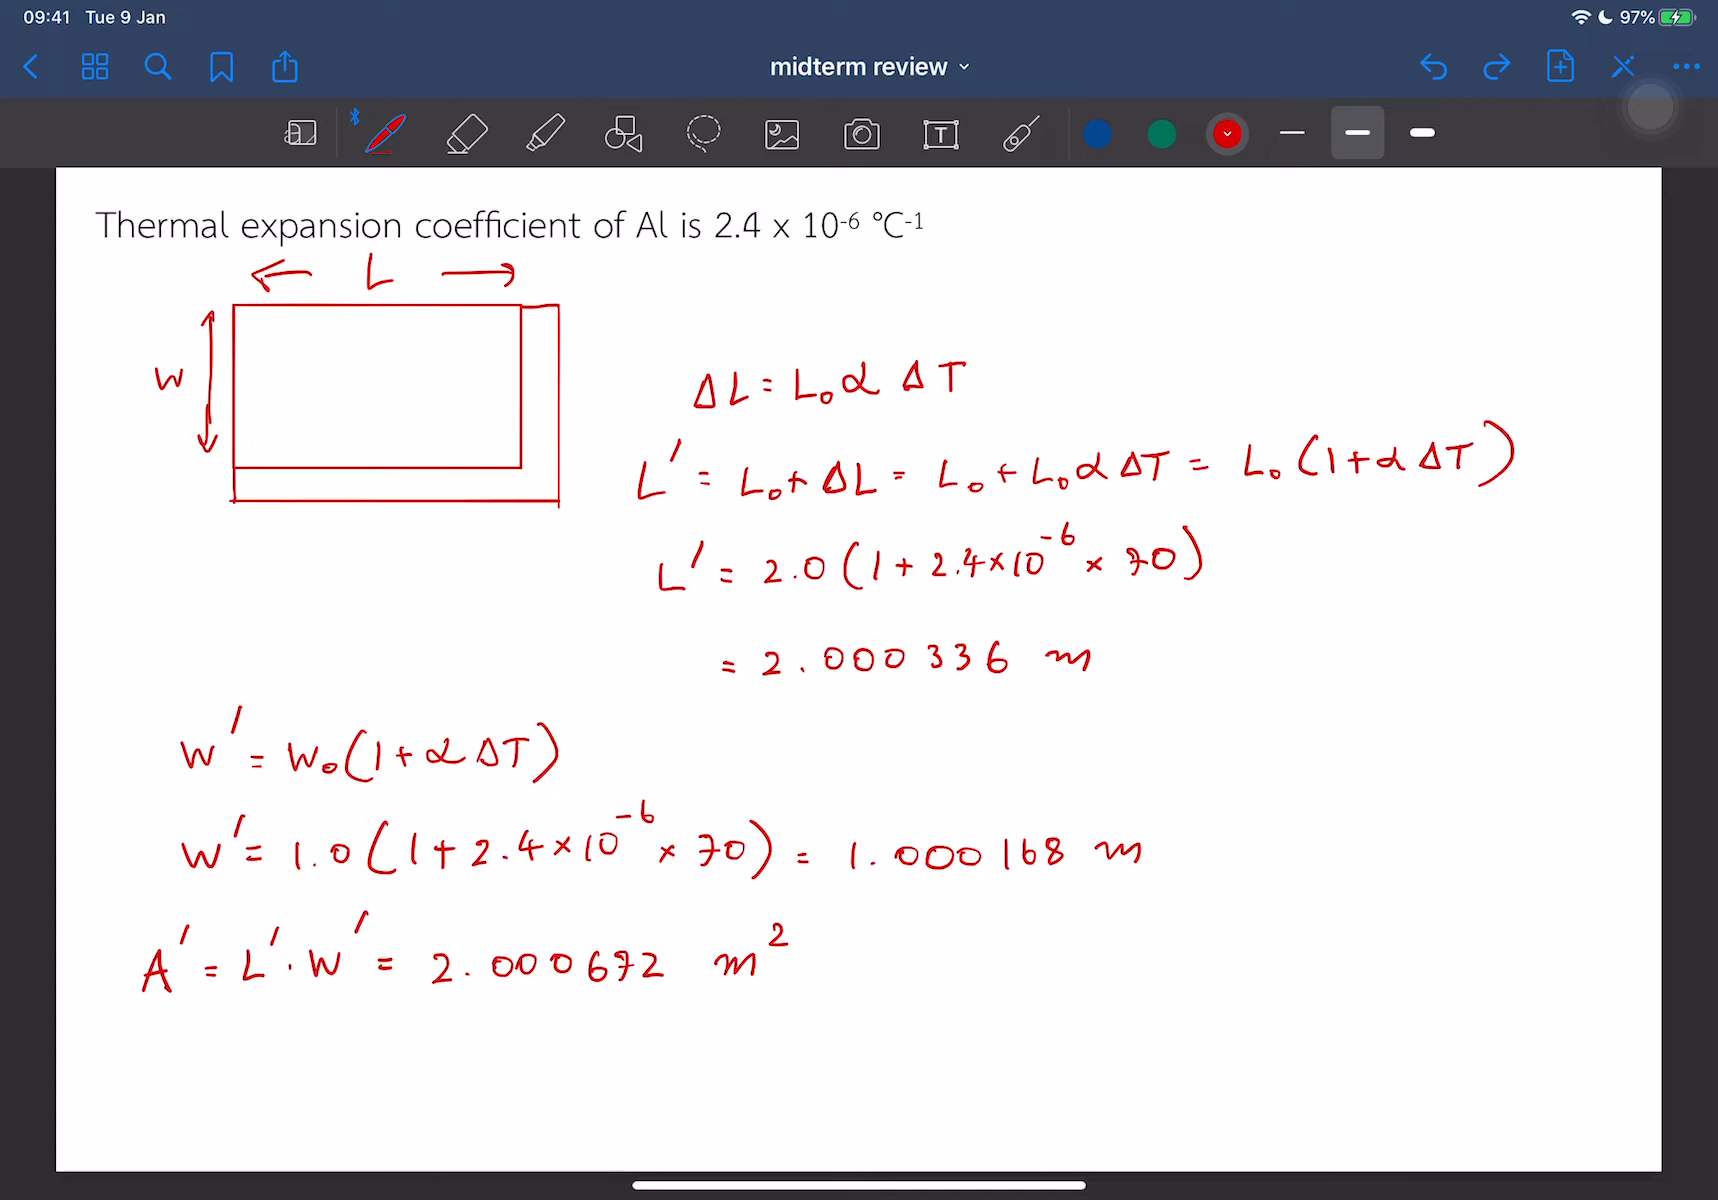 09:41 Tue 9 Jan
97%
midterm review
T
Thermal expansion coefficient of Al is 2.4 x 10⁻⁶ °C⁻¹
L
W
ΔL = L₀ α ΔT
L' = L₀ + ΔL = L₀ + L₀ α ΔT = L₀ (1 + α ΔT)
L' = 2.0 (1 + 2.4 × 10⁻⁶ × 70)
= 2.000336 m
W' = W₀ (1 + α ΔT)
W' = 1.0 (1 + 2.4 × 10⁻⁶ × 70) = 1.000168 m
A' = L' . W' = 2.000672 m²